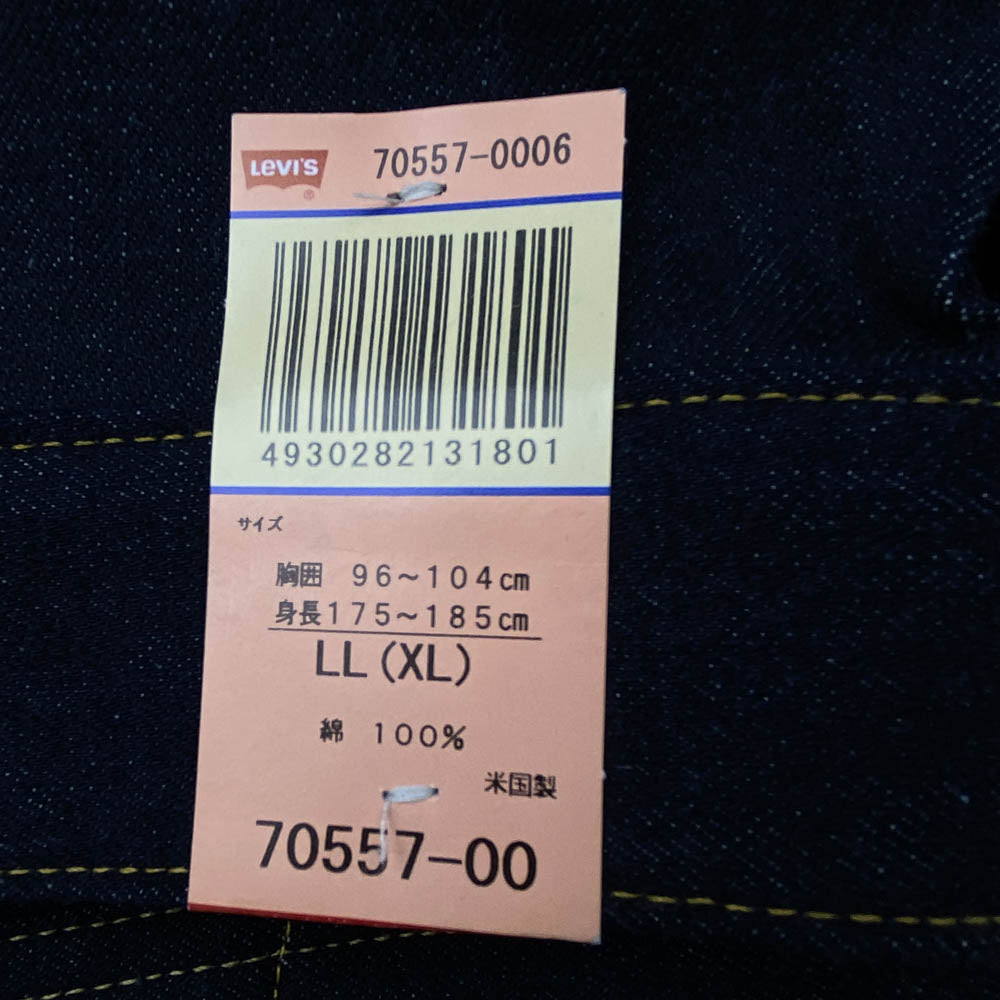 Levi's ® 70557-0006
4930282131801
サイズ
胸囲 96～104cm
身長175～185cm
LL(XL)
綿 100%
米国製
70557-00